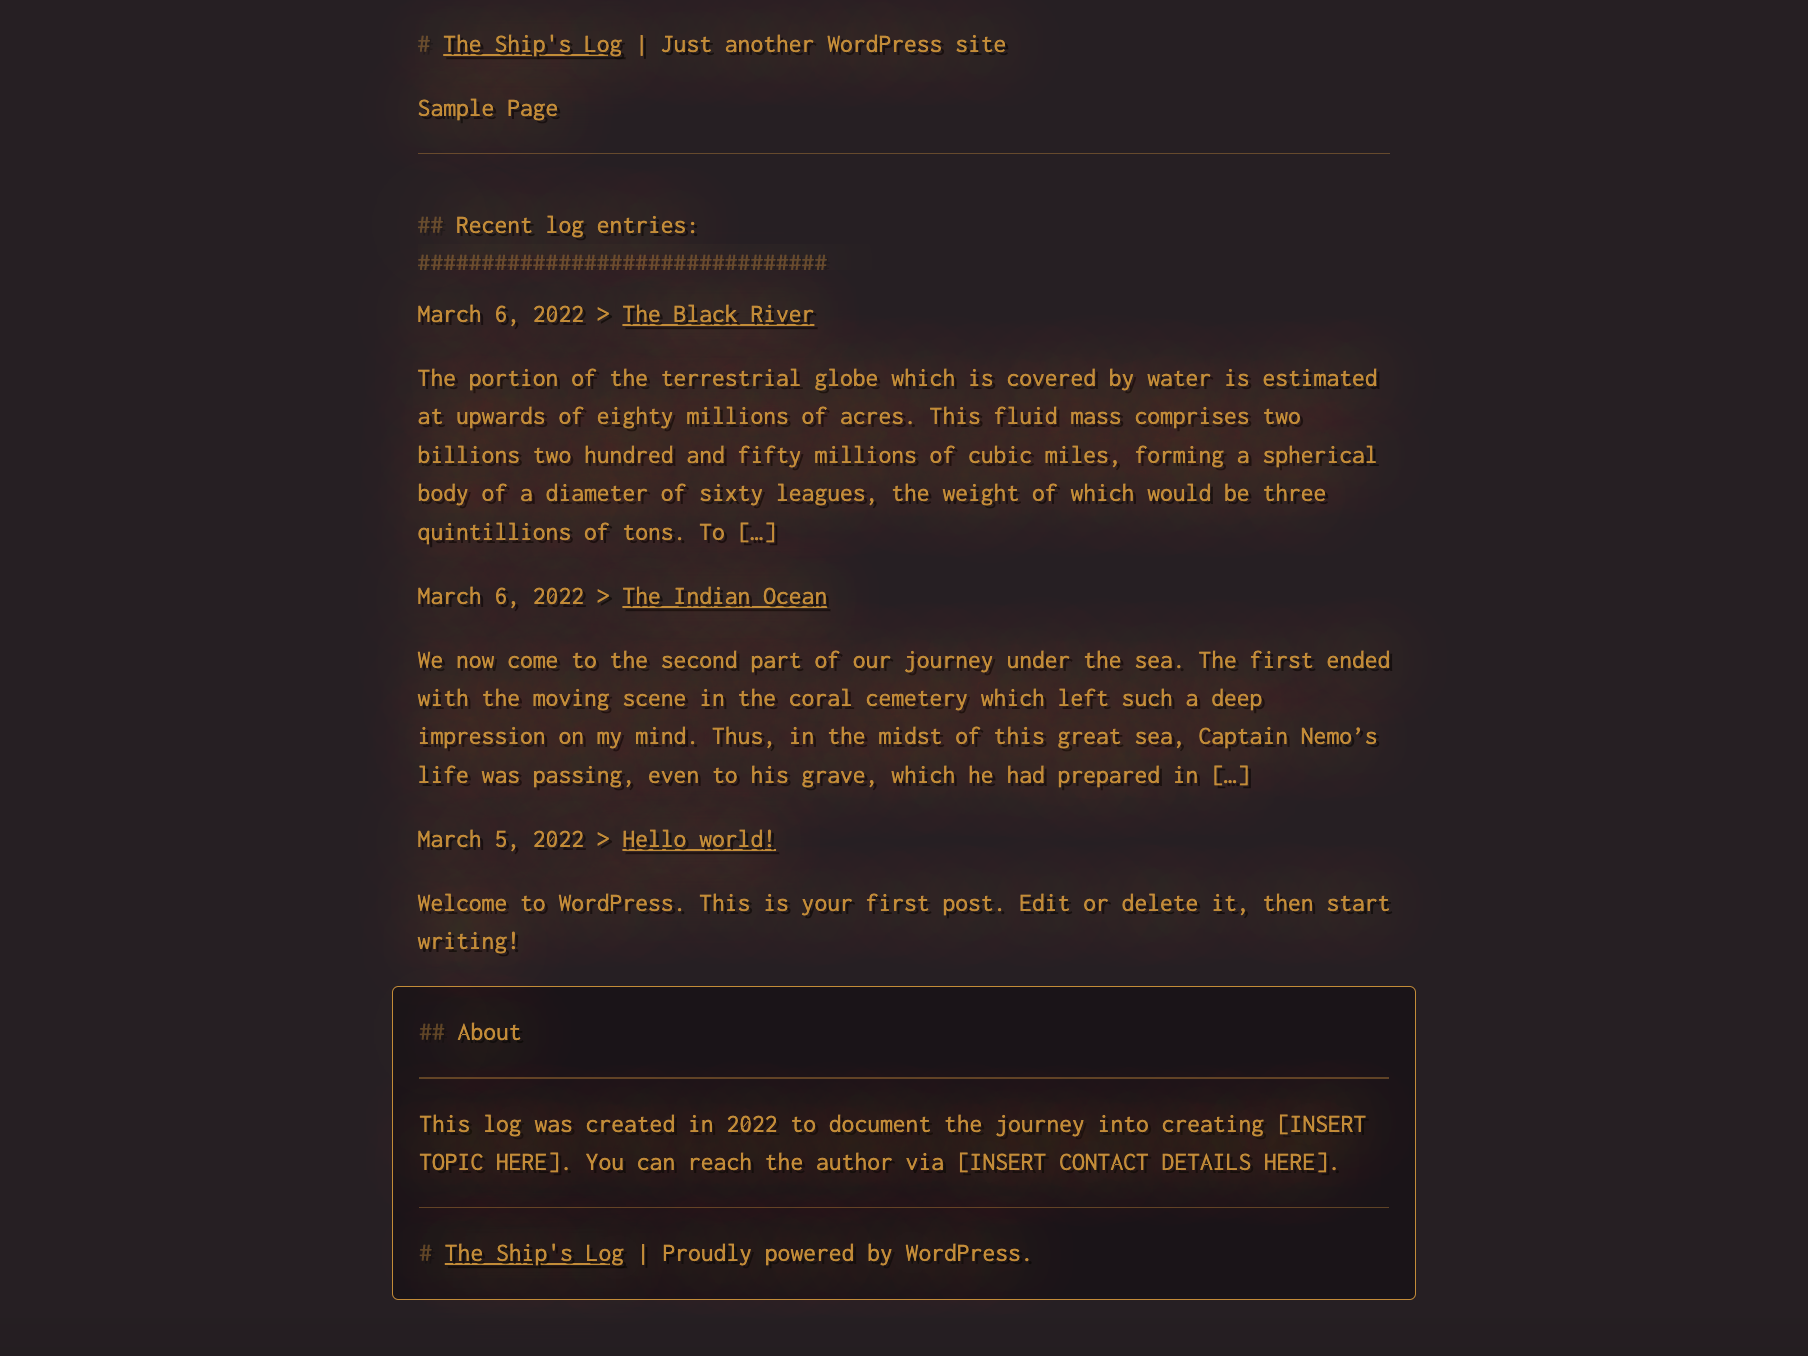 # The Ship's Log | Just another WordPress site
Sample Page
## Recent log entries:
################################
March 6, 2022 > The Black River
The portion of the terrestrial globe which is covered by water is estimated
at upwards of eighty millions of acres. This fluid mass comprises two
billions two hundred and fifty millions of cubic miles, forming a spherical
body of a diameter of sixty leagues, the weight of which would be three
quintillions of tons. To […]
March 6, 2022 > The Indian Ocean
We now come to the second part of our journey under the sea. The first ended
with the moving scene in the coral cemetery which left such a deep
impression on my mind. Thus, in the midst of this great sea, Captain Nemo’s
life was passing, even to his grave, which he had prepared in […]
March 5, 2022 > Hello world!
Welcome to WordPress. This is your first post. Edit or delete it, then start
writing!
## About
This log was created in 2022 to document the journey into creating [INSERT
TOPIC HERE]. You can reach the author via [INSERT CONTACT DETAILS HERE].
# The Ship's Log | Proudly powered by WordPress.